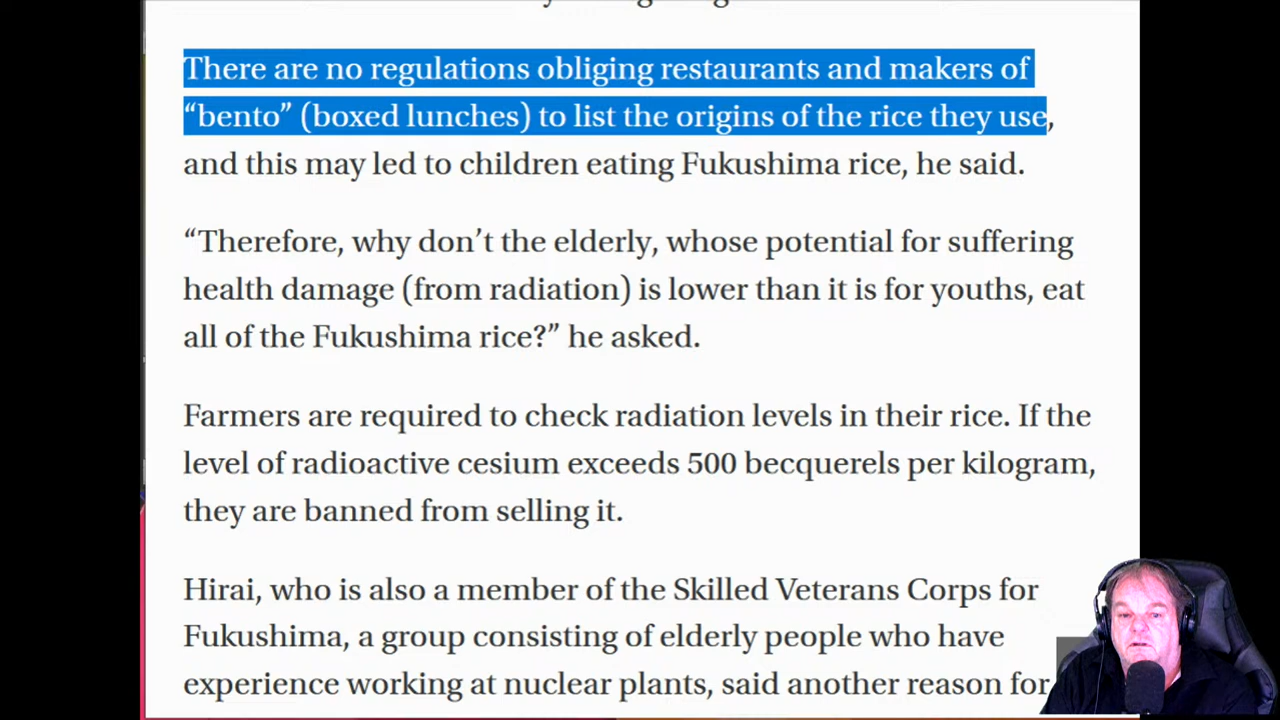 There are no regulations obliging restaurants and makers of
“bento” (boxed lunches) to list the origins of the rice they use,
and this may led to children eating Fukushima rice, he said.
“Therefore, why don’t the elderly, whose potential for suffering
health damage (from radiation) is lower than it is for youths, eat
all of the Fukushima rice?” he asked.
Farmers are required to check radiation levels in their rice. If the
level of radioactive cesium exceeds 500 becquerels per kilogram,
they are banned from selling it.
Hirai, who is also a member of the Skilled Veterans Corps for
Fukushima, a group consisting of elderly people who have
experience working at nuclear plants, said another reason for